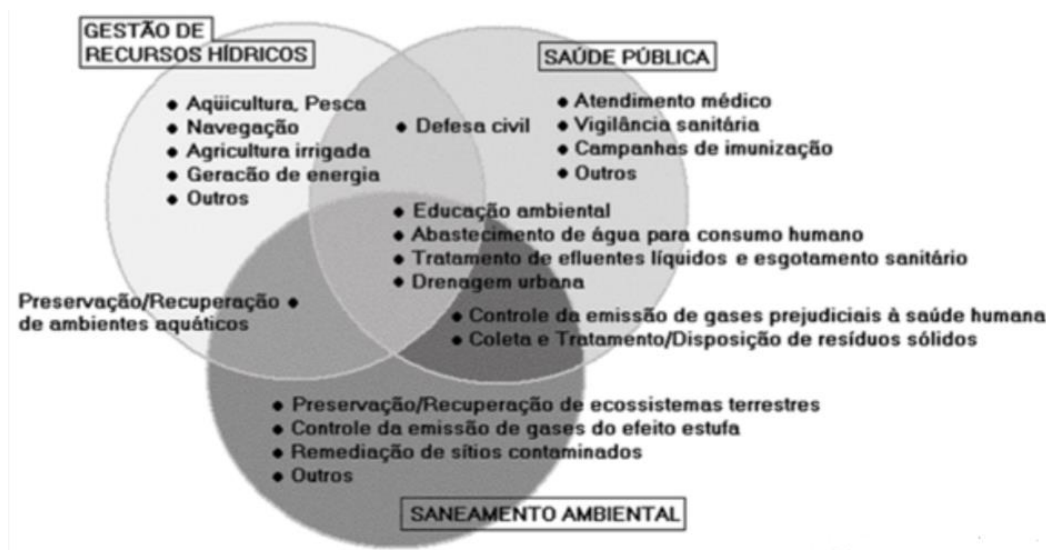 GESTÃO DE
RECURSOS HÍDRICOS
SAÚDE PÚBLICA
● Aqüicultura, Pesca
● Navegação
● Agricultura irrigada
● Geracão de energia
● Outros
● Defesa civil
● Atendimento médico
● Vigilância sanitária
● Campanhas de imunização
● Outros
● Educação ambiental
● Abastecimento de água para consumo humano
● Tratamento de efluentes líquidos e esgotamento sanitário
● Drenagem urbana
Preservação/Recuperação ●
de ambientes aquáticos
● Controle da emissão de gases prejudiciais à saúde humana
● Coleta e Tratamento/Disposição de resíduos sólidos
● Preservação/Recuperação de ecossistemas terrestres
● Controle da emissão de gases do efeito estufa
● Remediação de sítios contaminados
● Outros
SANEAMENTO AMBIENTAL